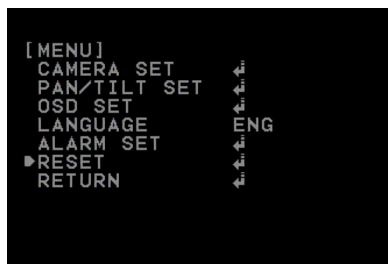 [MENU]
CAMERA SET ↲
PAN/TILT SET ↲
OSD SET ↲
LANGUAGE ENG
ALARM SET ↲
▶RESET ↲
RETURN ↲